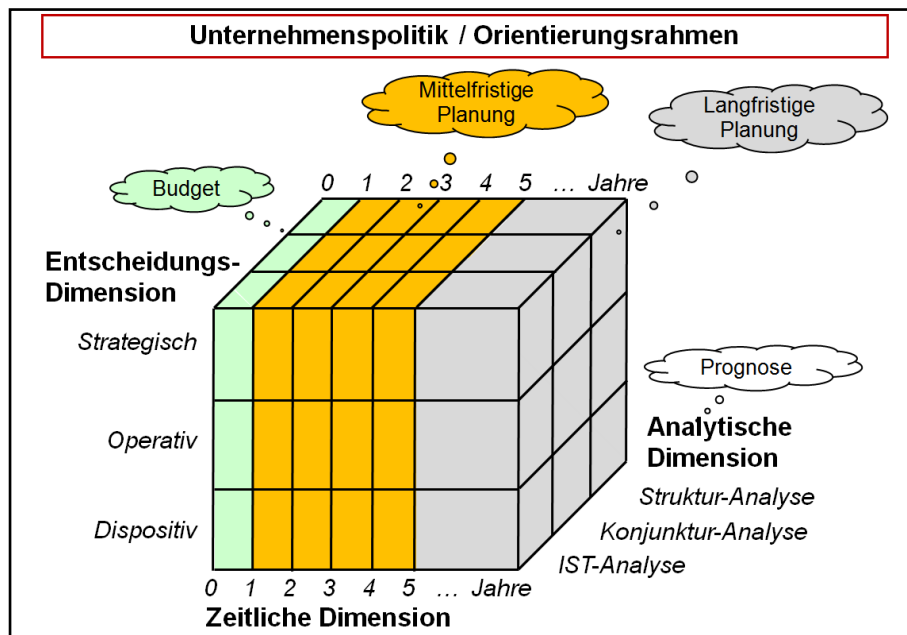 Unternehmenspolitik / Orientierungsrahmen
Mittelfristige
Planung
Langfristige
Planung
Budget
0 1 2 3 4 5 … Jahre
Entscheidungs-
Dimension
Strategisch
Operativ
Dispositiv
Prognose
Analytische
Dimension
Struktur-Analyse
Konjunktur-Analyse
IST-Analyse
0 1 2 3 4 5 … Jahre
Zeitliche Dimension